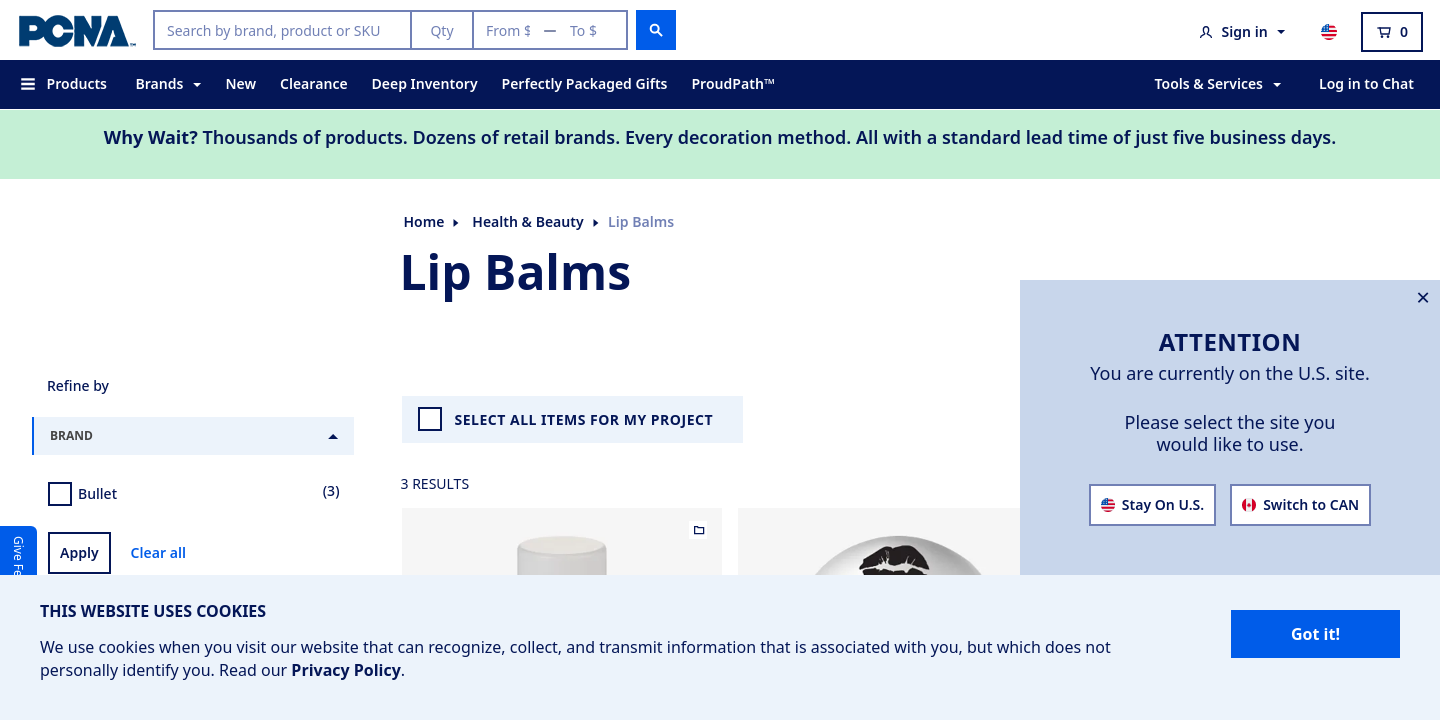 PCNA™
Search by brand, product or SKU
Qty
From $ — To $
Sign in
0
Products
Brands
New
Clearance
Deep Inventory
Perfectly Packaged Gifts
ProudPath™
Tools & Services
Log in to Chat
Why Wait? Thousands of products. Dozens of retail brands. Every decoration method. All with a standard lead time of just five business days.
Home
Health & Beauty
Lip Balms
Lip Balms
ATTENTION
You are currently on the U.S. site.
Please select the site you
would like to use.
Stay On U.S.
Switch to CAN
Refine by
BRAND
Bullet
(3)
Apply
Clear all
SELECT ALL ITEMS FOR MY PROJECT
3 RESULTS
Give
THIS WEBSITE USES COOKIES
We use cookies when you visit our website that can recognize, collect, and transmit information that is associated with you, but which does not
personally identify you. Read our Privacy Policy.
Got it!